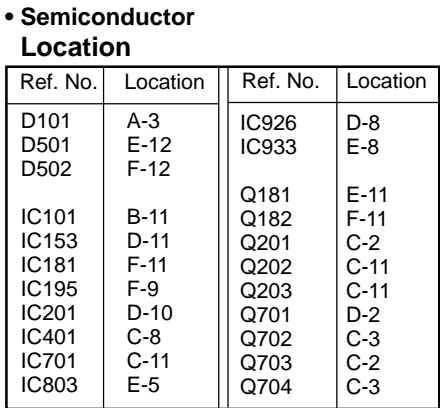 • Semiconductor
Location
Ref. No. Location
D101 A-3
D501 E-12
D502 F-12
IC101 B-11
IC153 D-11
IC181 F-11
IC195 F-9
IC201 D-10
IC401 C-8
IC701 C-11
IC803 E-5
Ref. No. Location
IC926 D-8
IC933 E-8
Q181 E-11
Q182 F-11
Q201 C-2
Q202 C-11
Q203 C-11
Q701 D-2
Q702 C-3
Q703 C-2
Q704 C-3